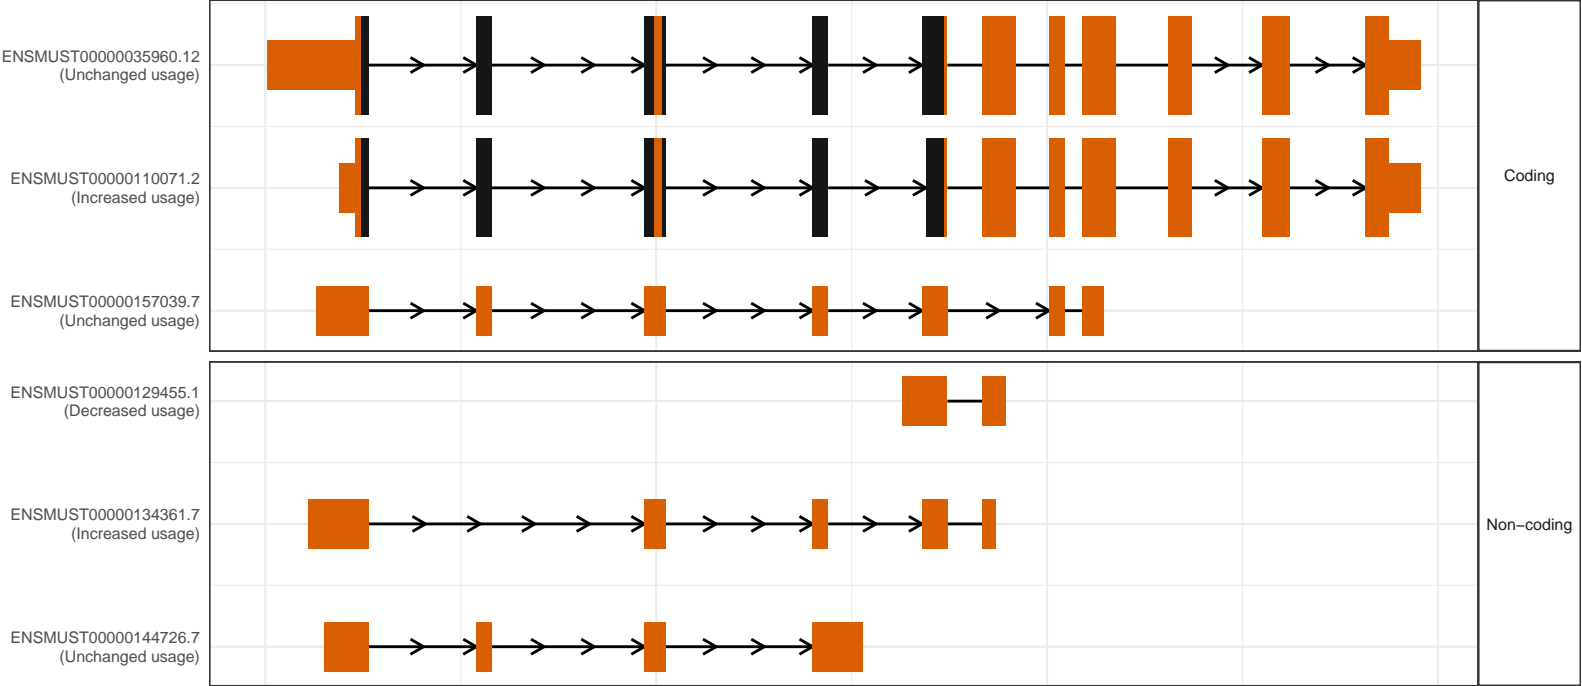 ENSMUST00000035960.12
(Unchanged usage)
ENSMUST00000110071.2
(Increased usage)
ENSMUST00000157039.7
(Unchanged usage)
Coding
ENSMUST00000129455.1
(Decreased usage)
ENSMUST00000134361.7
(Increased usage)
ENSMUST00000144726.7
(Unchanged usage)
Non−coding